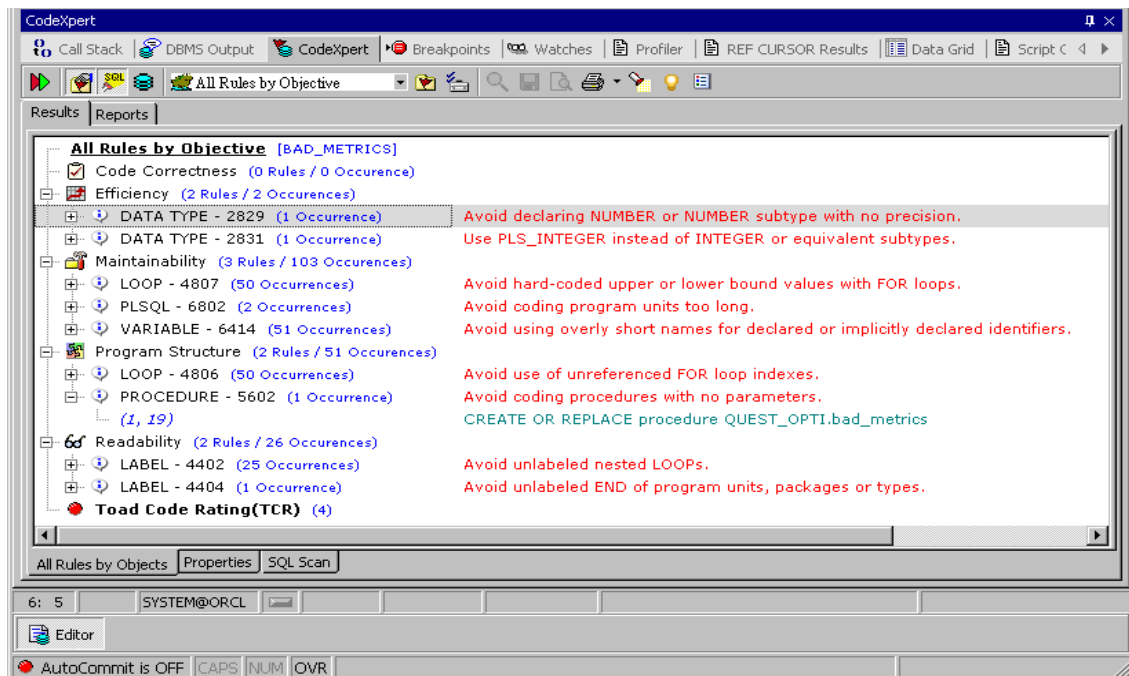 CodeXpert
Call Stack DBMS Output CodeXpert Breakpoints Watches Profiler REF CURSOR Results Data Grid Script C
SQL All Rules by Objective
Results Reports
All Rules by Objective [BAD_METRICS]
Code Correctness (0 Rules / 0 Occurence)
Efficiency (2 Rules / 2 Occurences)
DATA TYPE - 2829 (1 Occurrence) Avoid declaring NUMBER or NUMBER subtype with no precision.
DATA TYPE - 2831 (1 Occurrence) Use PLS_INTEGER instead of INTEGER or equivalent subtypes.
Maintainability (3 Rules / 103 Occurences)
LOOP - 4807 (50 Occurrences) Avoid hard-coded upper or lower bound values with FOR loops.
PLSQL - 6802 (2 Occurrences) Avoid coding program units too long.
VARIABLE - 6414 (51 Occurrences) Avoid using overly short names for declared or implicitly declared identifiers.
Program Structure (2 Rules / 51 Occurences)
LOOP - 4806 (50 Occurrences) Avoid use of unreferenced FOR loop indexes.
PROCEDURE - 5602 (1 Occurrence) Avoid coding procedures with no parameters.
(1, 19) CREATE OR REPLACE procedure QUEST_OPTI.bad_metrics
Readability (2 Rules / 26 Occurences)
LABEL - 4402 (25 Occurrences) Avoid unlabeled nested LOOPs.
LABEL - 4404 (1 Occurrence) Avoid unlabeled END of program units, packages or types.
Toad Code Rating(TCR) (4)
All Rules by Objects Properties SQL Scan
6: 5 SYSTEM@ORCL
Editor
AutoCommit is OFF CAPS NUM OVR